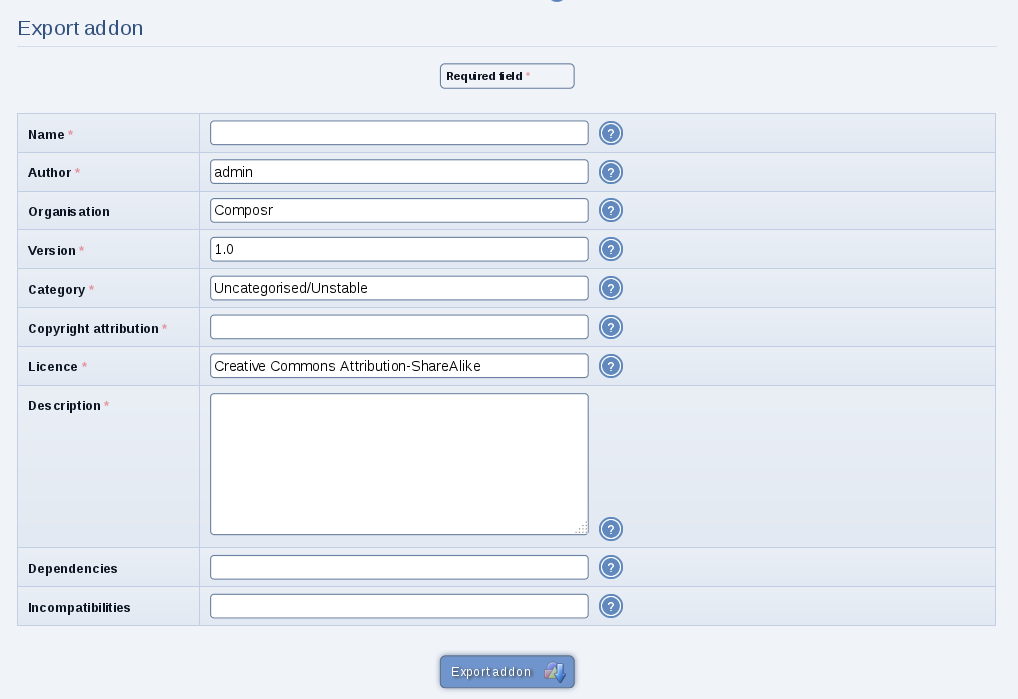 Export addon
Required field *
Name *
?
Author *
admin
?
Organisation
Composr
?
Version *
1.0
?
Category *
Uncategorised/Unstable
?
Copyright attribution *
?
Licence *
Creative Commons Attribution-ShareAlike
?
Description *
?
Dependencies
?
Incompatibilities
?
Export addon